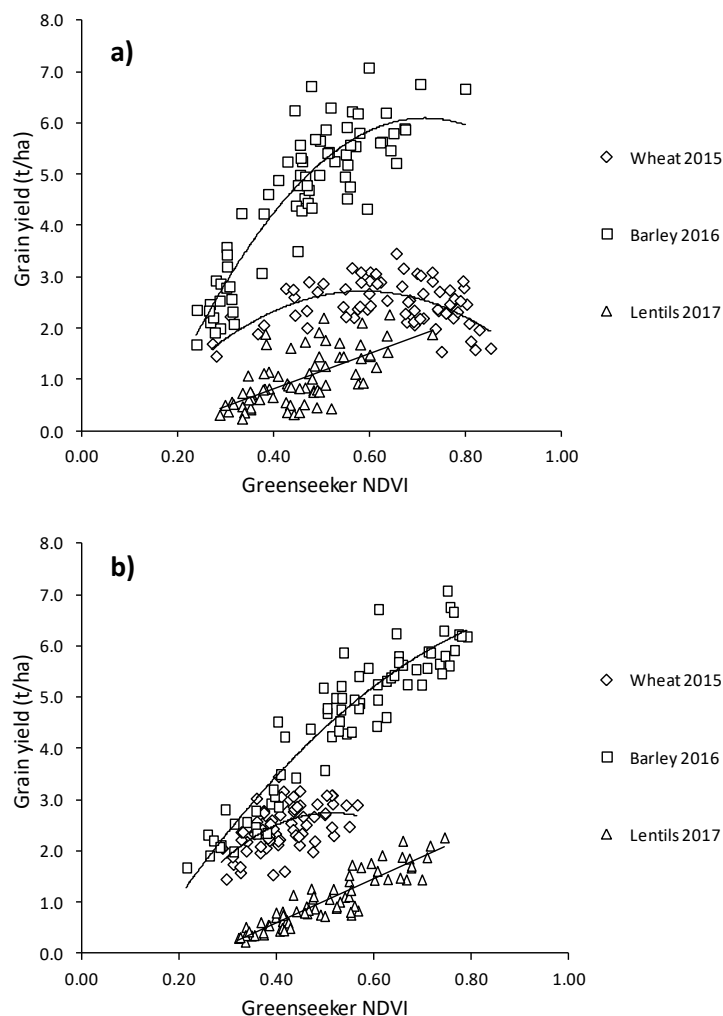 a)
8.0
7.0
6.0
5.0
4.0
3.0
2.0
1.0
0.0
Grain yield (t/ha)
0.00 0.20 0.40 0.60 0.80 1.00
Greenseeker NDVI
Wheat 2015
Barley 2016
Lentils 2017
b)
8.0
7.0
6.0
5.0
4.0
3.0
2.0
1.0
0.0
Grain yield (t/ha)
0.00 0.20 0.40 0.60 0.80 1.00
Greenseeker NDVI
Wheat 2015
Barley 2016
Lentils 2017